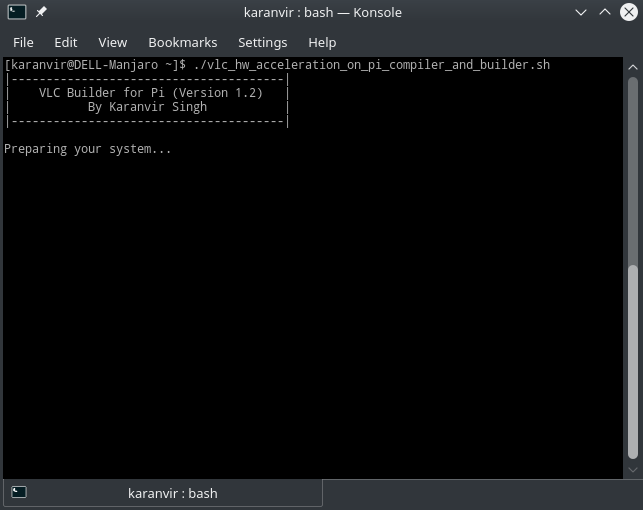 karanvir : bash — Konsole
File Edit View Bookmarks Settings Help
[karanvir@DELL-Manjaro ~]$ ./vlc_hw_acceleration_on_pi_compiler_and_builder.sh
|---------------------------------------|
| VLC Builder for Pi (Version 1.2) |
| By Karanvir Singh |
|---------------------------------------|
Preparing your system...
karanvir : bash